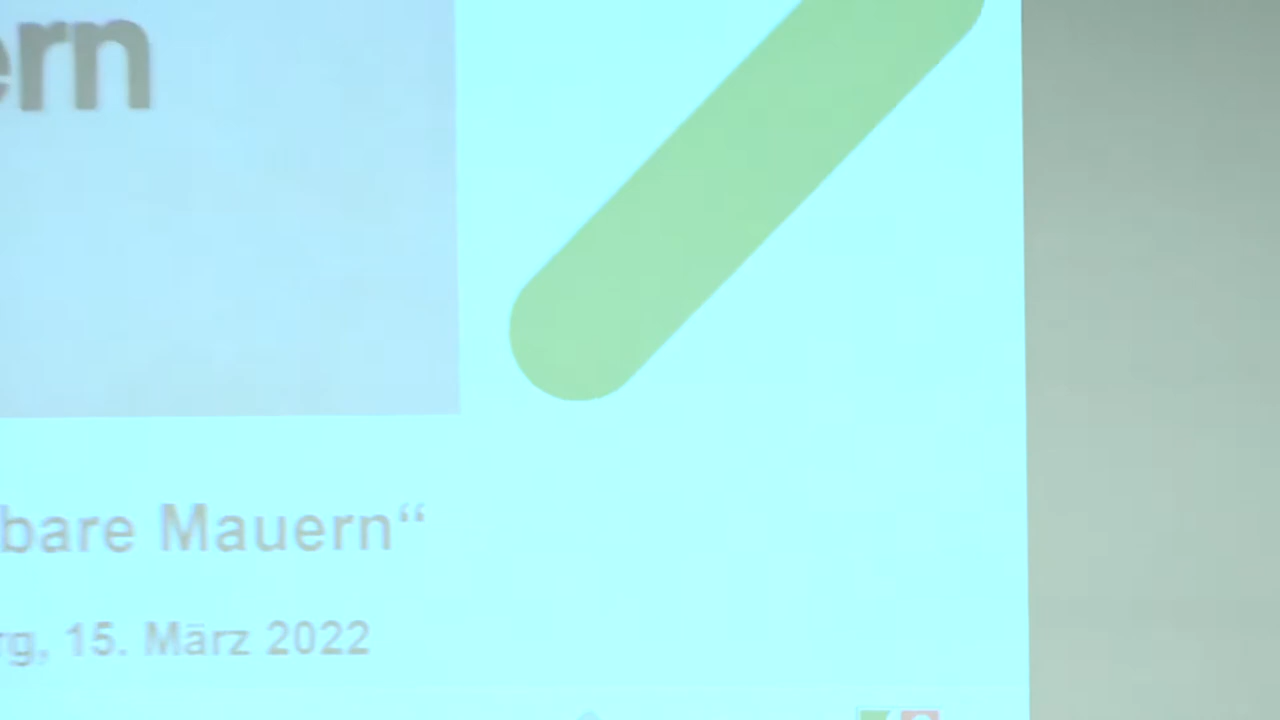 ern
bare Mauern“
rg, 15. März 2022